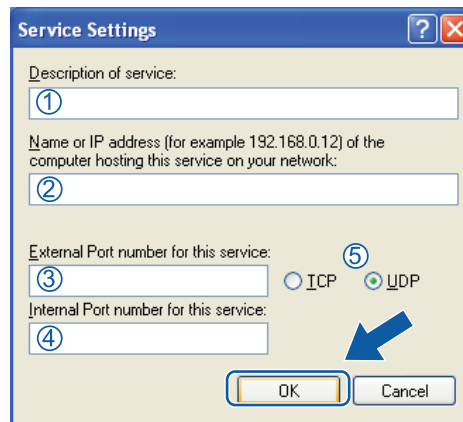 Service Settings
Description of service:
①
Name or IP address (for example 192.168.0.12) of the
computer hosting this service on your network:
②
External Port number for this service:
⑤
③
TCP
UDP
Internal Port number for this service:
④
OK
Cancel